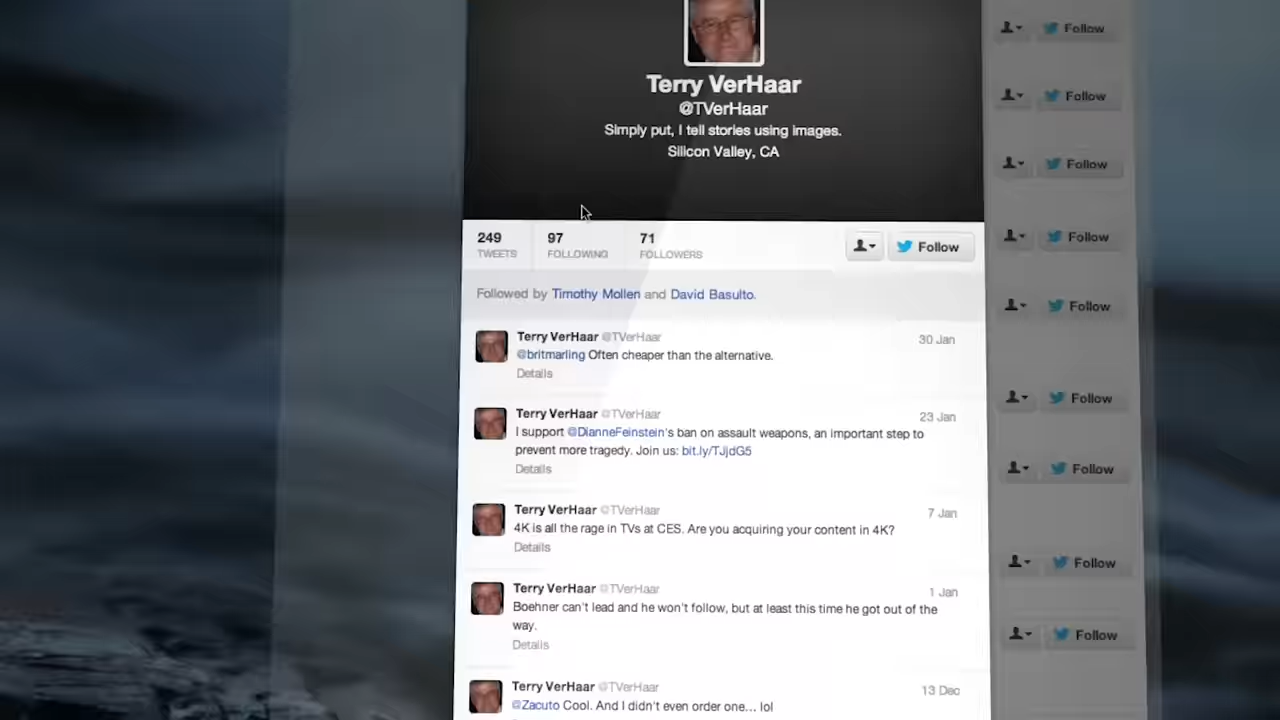 Terry VerHaar
@TVerHaar
Simply put, I tell stories using images.
Silicon Valley, CA
249 TWEETS
97 FOLLOWING
71 FOLLOWERS
Follow
Followed by Timothy Mollen and David Basulto.
Terry VerHaar @TVerHaar 30 Jan
@britmarling Often cheaper than the alternative.
Details
Terry VerHaar @TVerHaar 23 Jan
I support @DianneFeinstein's ban on assault weapons, an important step to
prevent more tragedy. Join us: bit.ly/TJjdG5
Details
Terry VerHaar @TVerHaar 7 Jan
4K is all the rage in TVs at CES. Are you acquiring your content in 4K?
Details
Terry VerHaar @TVerHaar 1 Jan
Boehner can't lead and he won't follow, but at least this time he got out of the
way.
Details
Terry VerHaar @TVerHaar 13 Dec
@Zacuto Cool. And I didn't even order one... lol
Follow
Follow
Follow
Follow
Follow
Follow
Follow
Follow
Follow